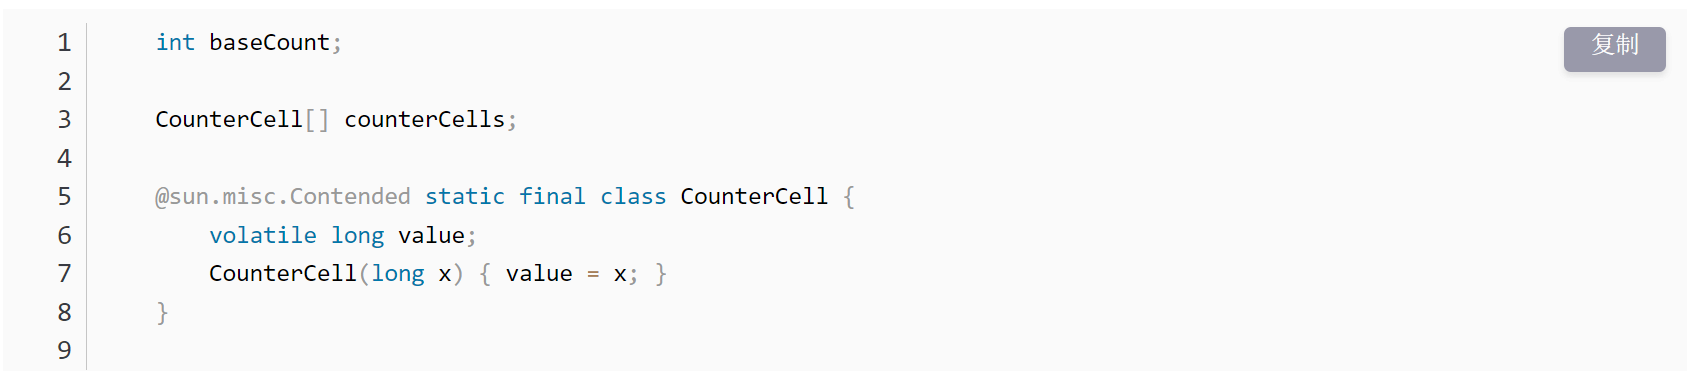 1 int baseCount;
复制
2
3 CounterCell[] counterCells;
4
5 @sun.misc.Contended static final class CounterCell {
6 volatile long value;
7 CounterCell(long x) { value = x; }
8 }
9